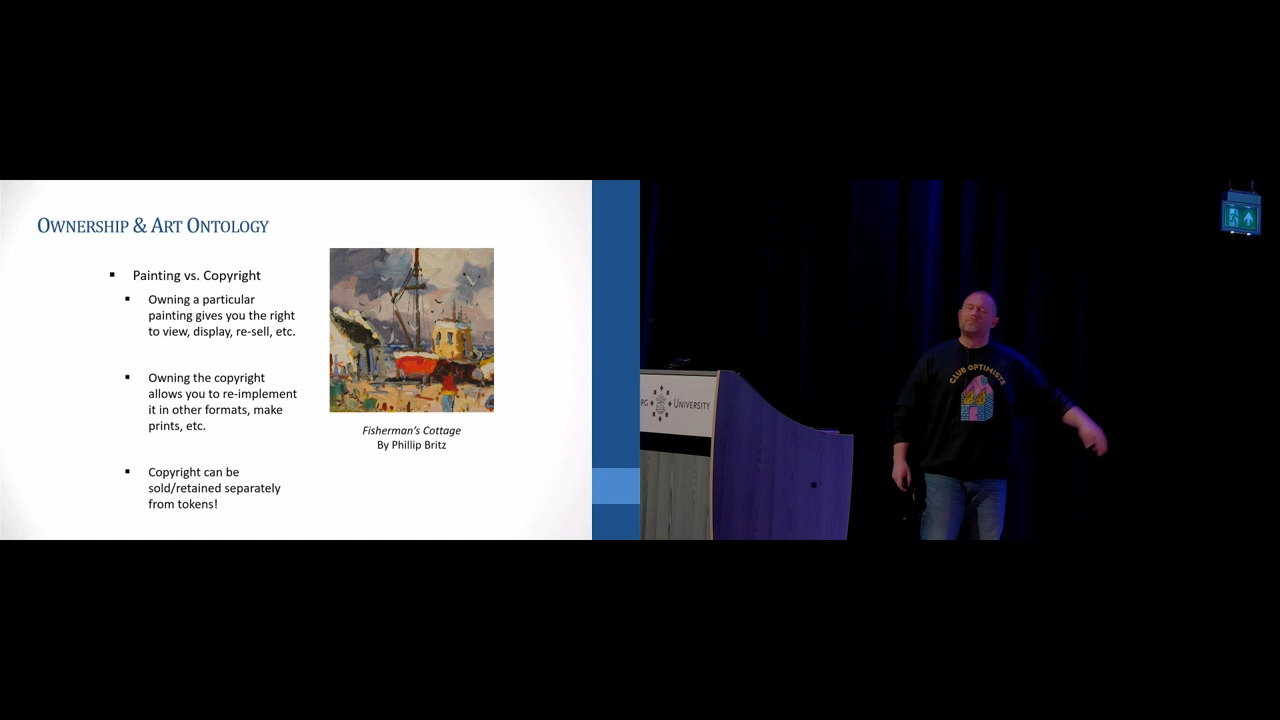 OWNERSHIP & ART ONTOLOGY
▪ Painting vs. Copyright
▪ Owning a particular
painting gives you the right
to view, display, re-sell, etc.
▪ Owning the copyright
allows you to re-implement
it in other formats, make
prints, etc.
▪ Copyright can be
sold/retained separately
from tokens!
Fisherman's Cottage
By Phillip Britz
RG UNIVERSITY
CLUB OPTIMISTE